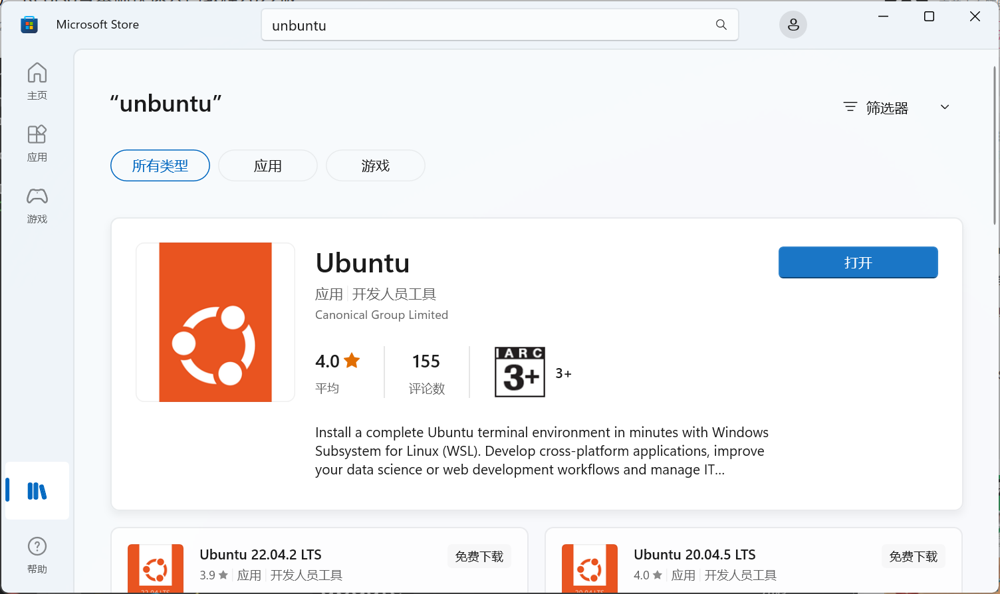 Microsoft Store
unbuntu
主页
应用
游戏
帮助
“unbuntu”
筛选器
所有类型
应用
游戏
Ubuntu
打开
应用 开发人员工具
Canonical Group Limited
4.0
平均
155
评论数
IARC
3+
3+
Install a complete Ubuntu terminal environment in minutes with Windows
Subsystem for Linux (WSL). Develop cross-platform applications, improve
your data science or web development workflows and manage IT...
Ubuntu 22.04.2 LTS
3.9 ★ 应用 开发人员工具
免费下载
22.04 LTS
Ubuntu 20.04.5 LTS
4.0 ★ 应用 开发人员工具
免费下载
20.04 LTS